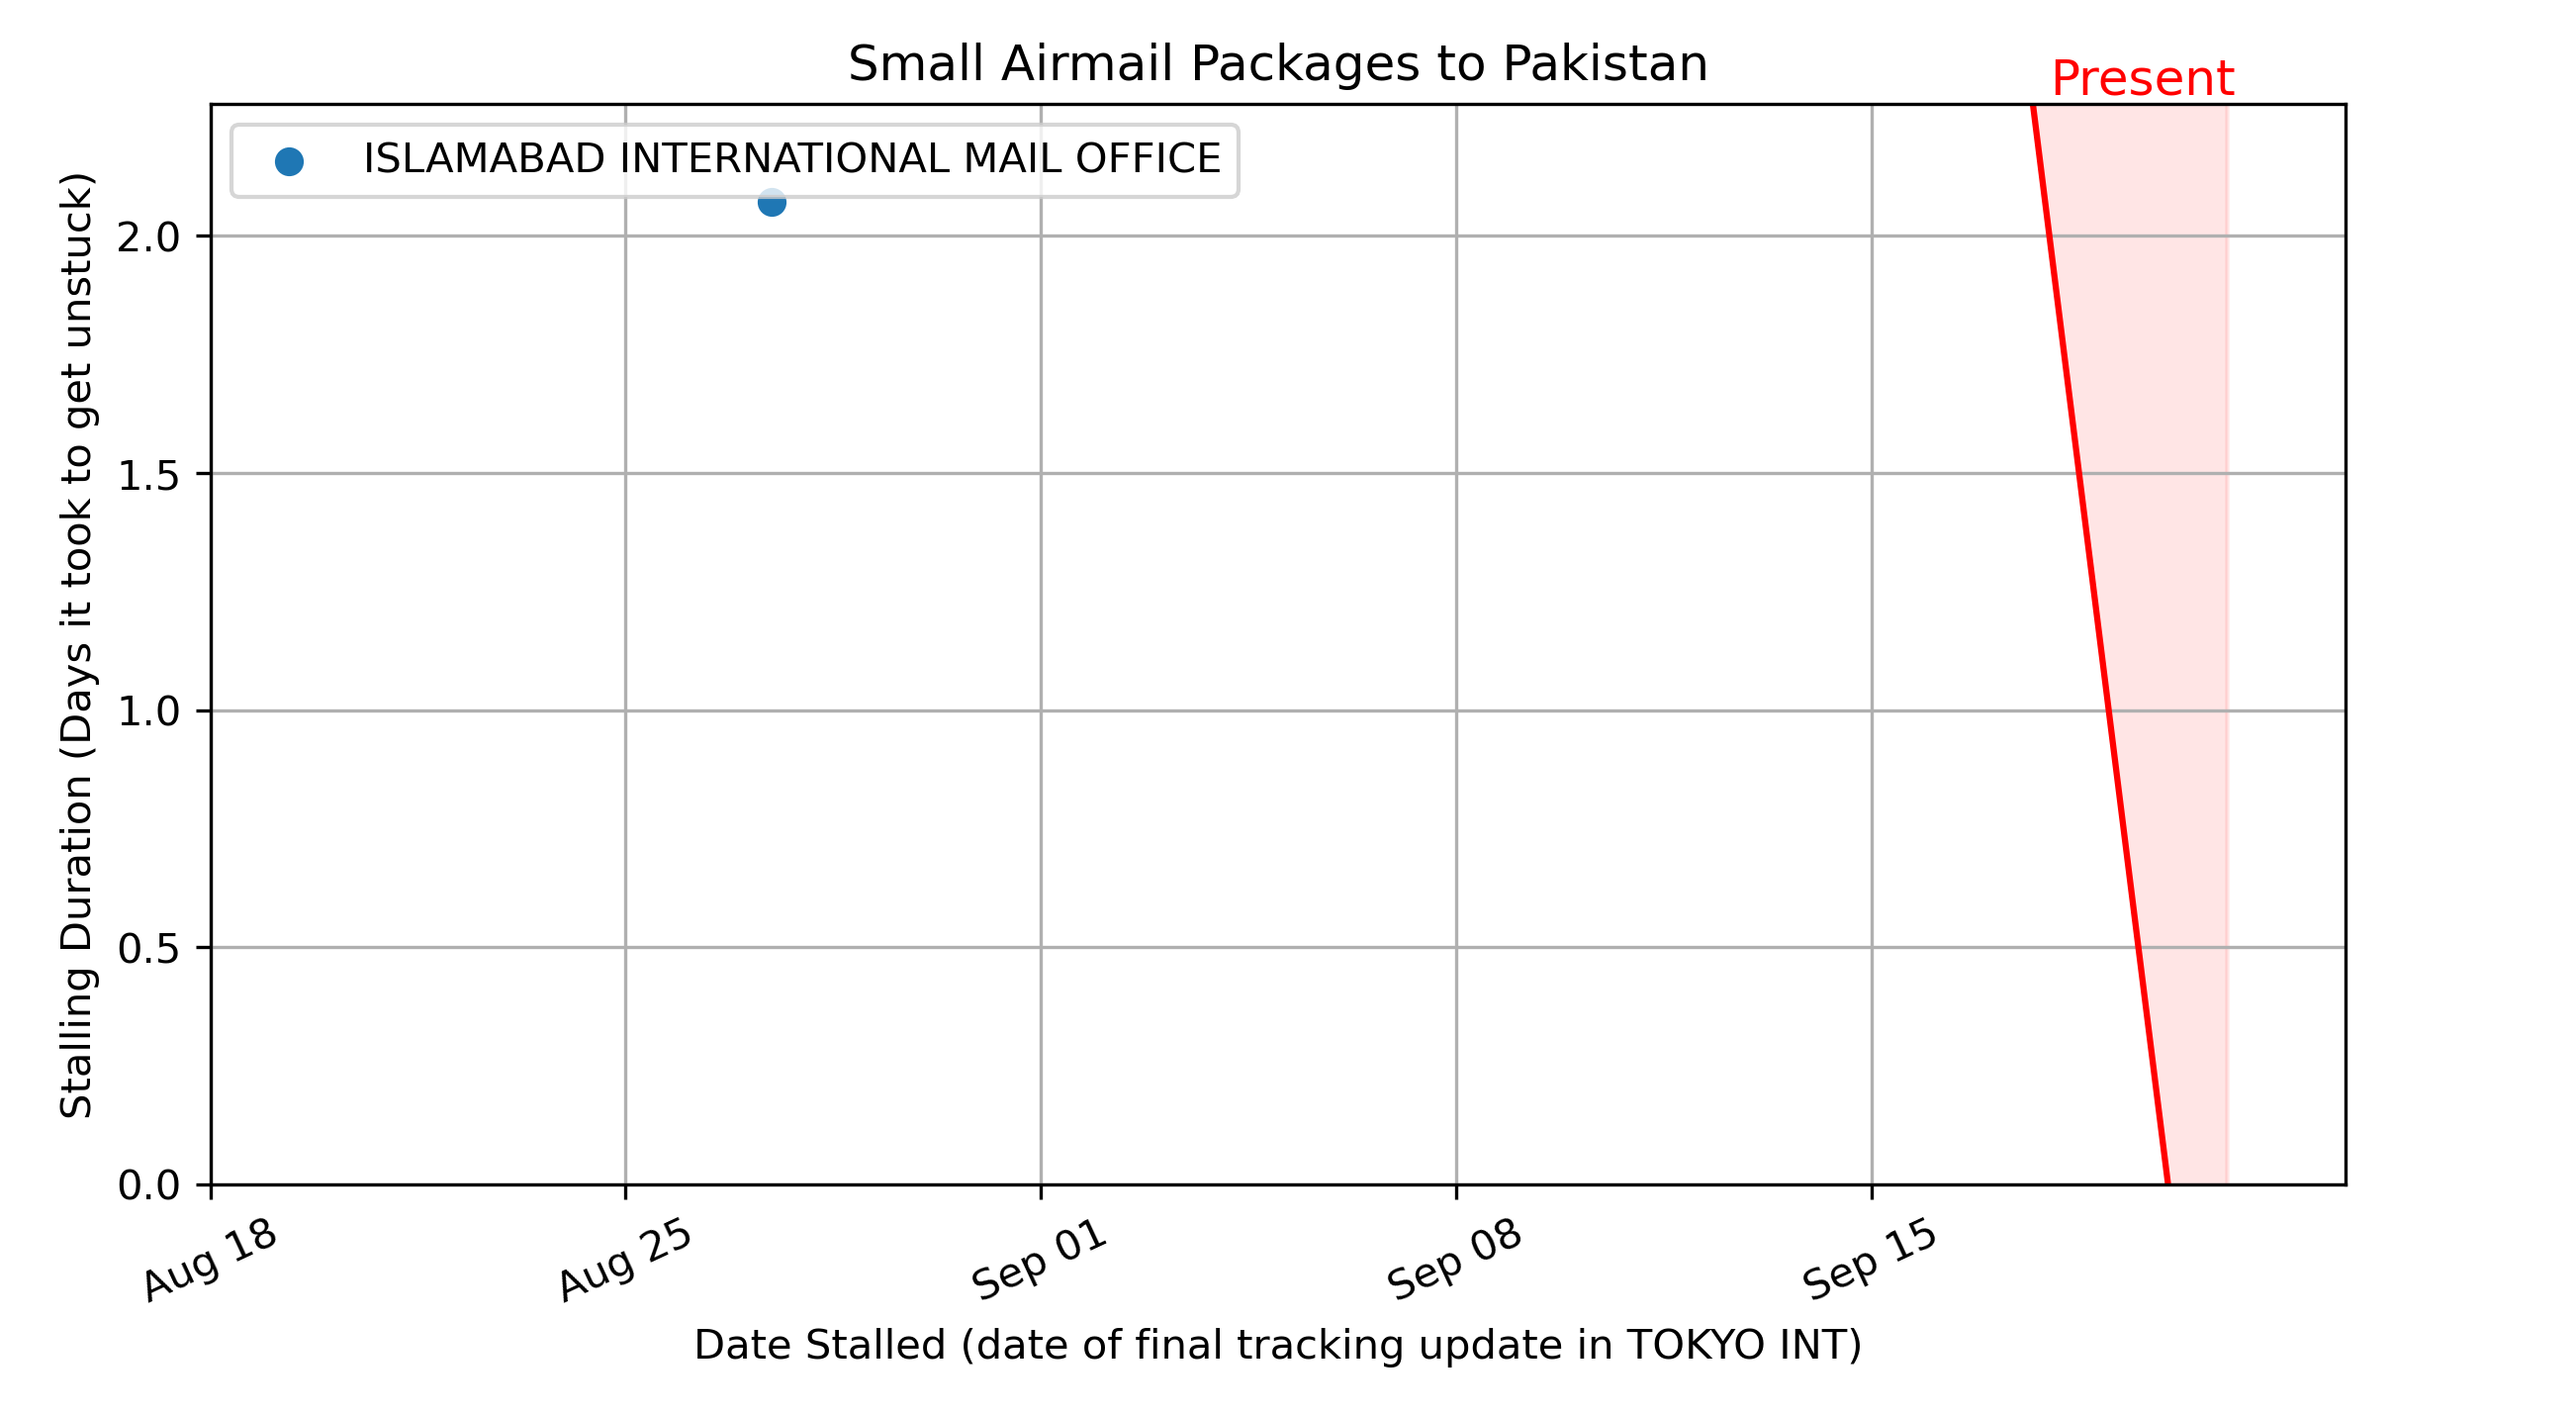 Small Airmail Packages to Pakistan
Present
ISLAMABAD INTERNATIONAL MAIL OFFICE
Stalling Duration (Days it took to get unstuck)
2.0
1.5
1.0
0.5
0.0
Aug 18
Aug 25
Sep 01
Sep 08
Sep 15
Date Stalled (date of final tracking update in TOKYO INT)